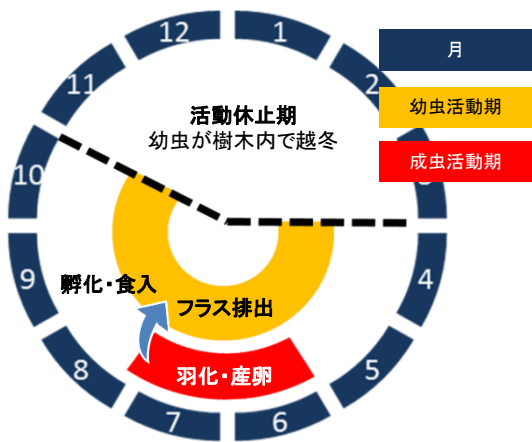 12
1
2
3
4
5
6
7
8
9
10
11
月
幼虫活動期
成虫活動期
活動休止期
幼虫が樹木内で越冬
孵化・食入
フラス排出
羽化・産卵